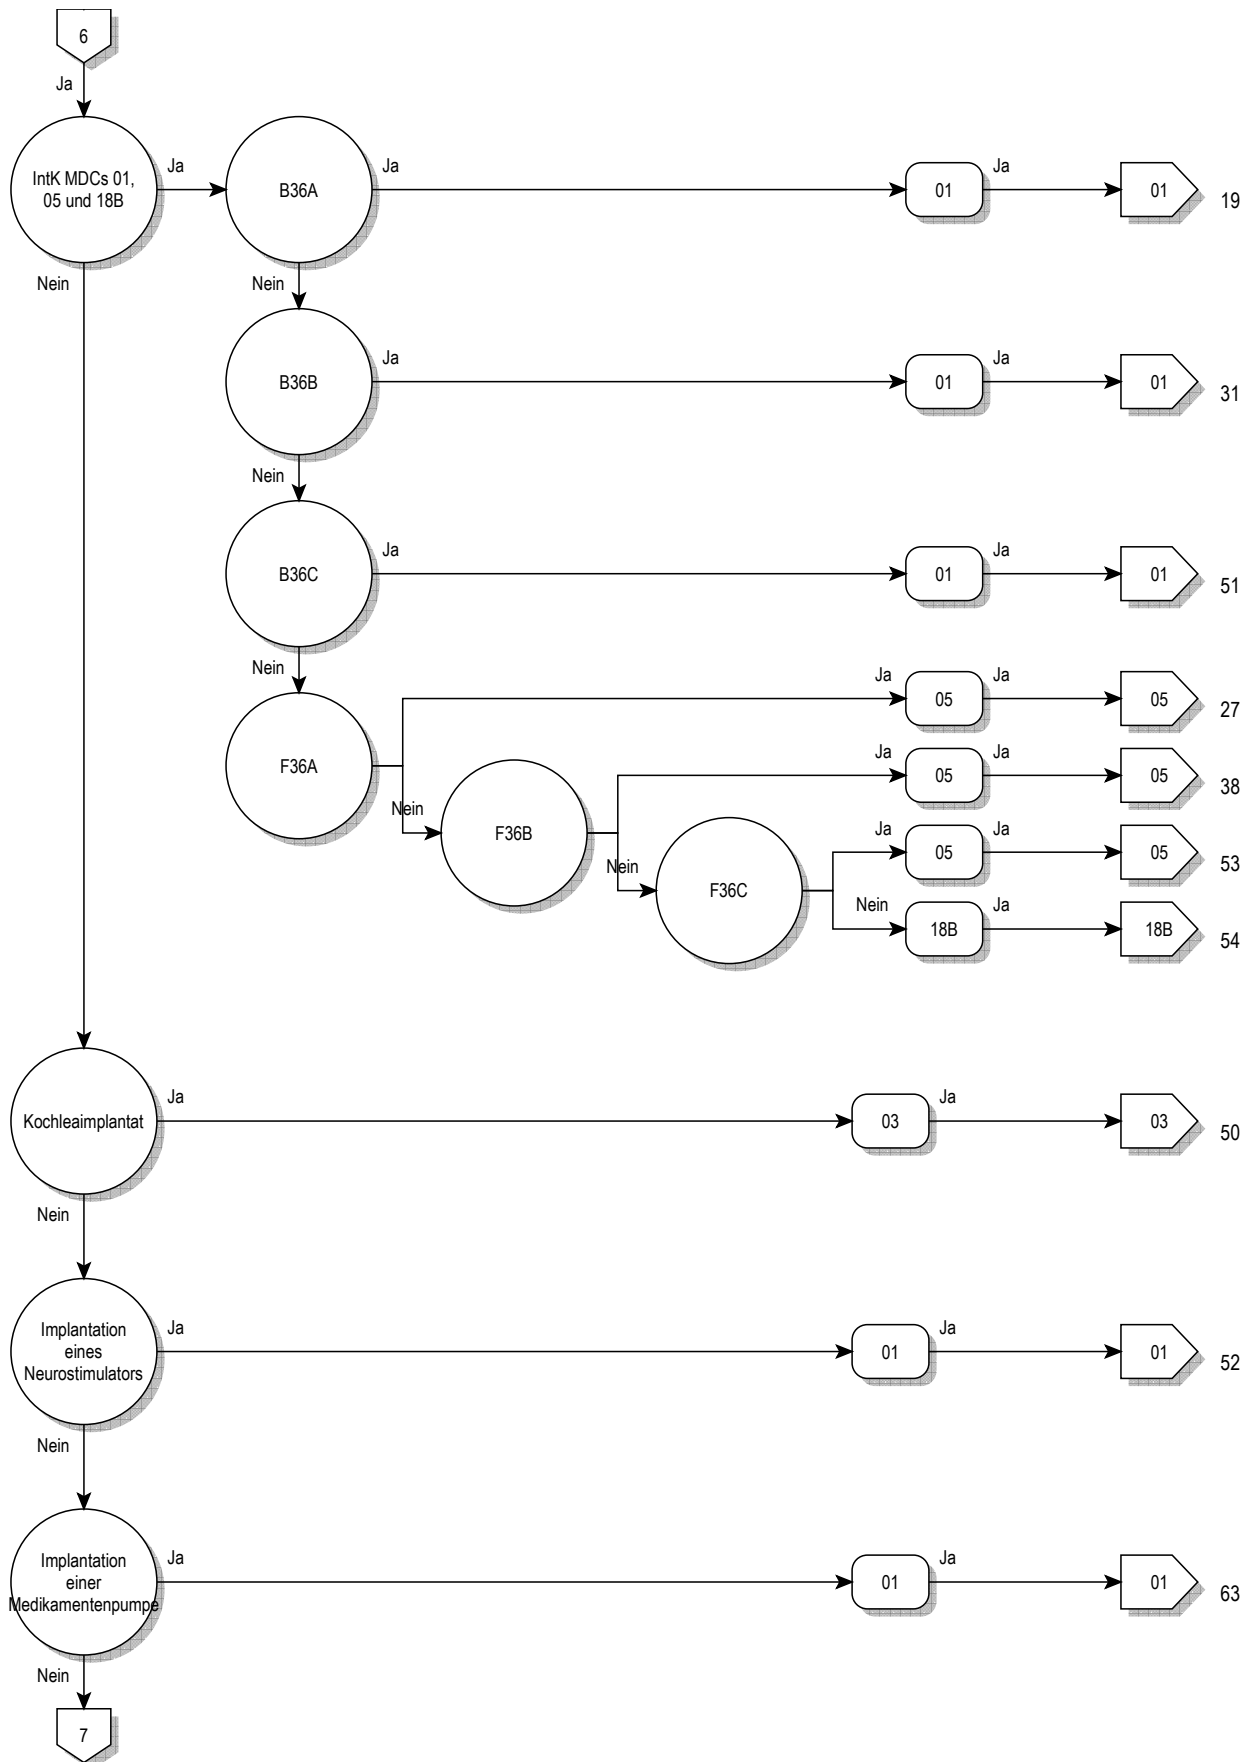 6
Ja
IntK MDCs 01,
05 und 18B
Ja
B36A
Ja
01
Ja
01
19
Nein
Nein
B36B
Ja
01
Ja
01
31
Nein
B36C
Ja
01
Ja
01
51
Nein
F36A
Ja
05
Ja
05
27
Nein
F36B
Ja
05
Ja
05
38
Nein
F36C
Ja
05
Ja
05
53
Nein
18B
Ja
18B
54
Kochleaimplantat
Ja
03
Ja
03
50
Nein
Implantation
eines
Neurostimulators
Ja
01
Ja
01
52
Nein
Implantation
einer
Medikamentenpumpe
Ja
01
Ja
01
63
Nein
7